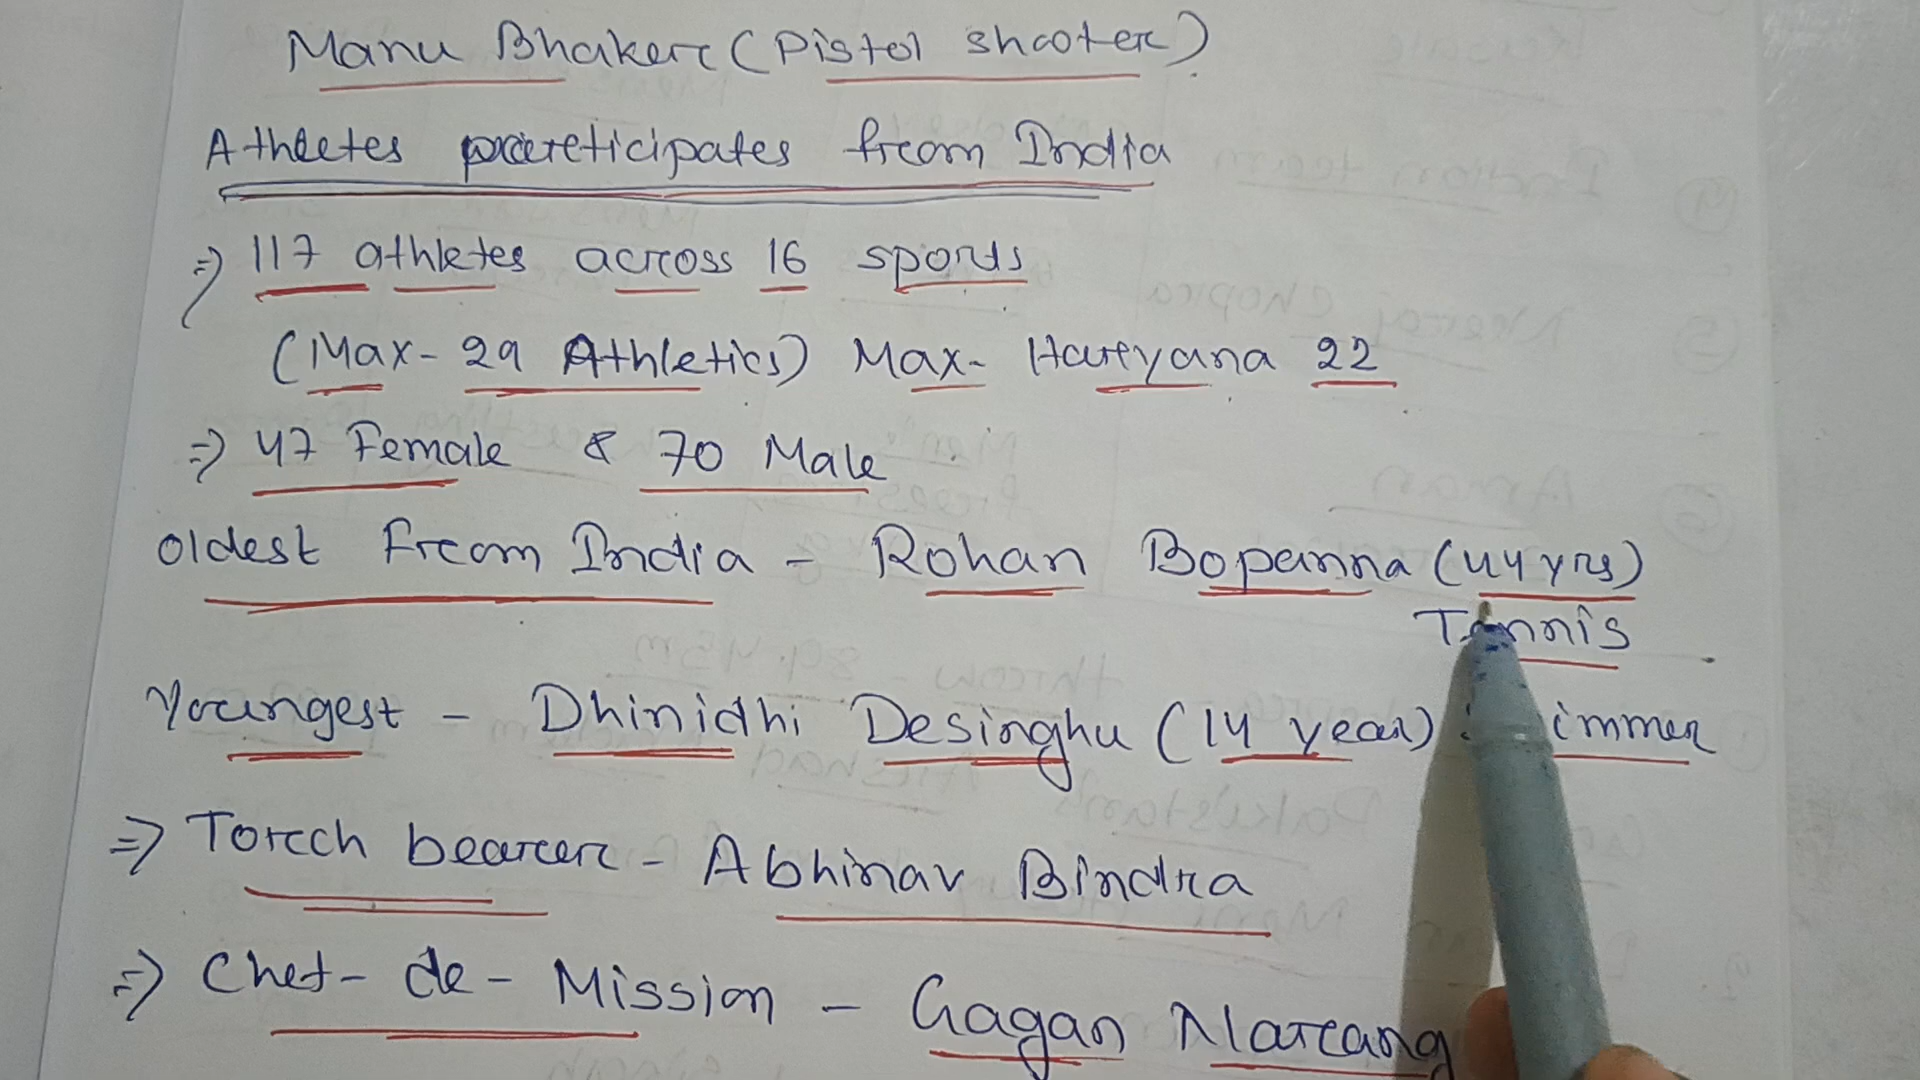 Manu Bhaker (Pistol shooter)
Athletes participates from India
⇒ 117 athletes across 16 sports
(Max- 29 Athletics) Max- Haryana 22
⇒ 47 Female & 70 Male
Oldest From India - Rohan Bopanna (44 yrs)
Tennis
Youngest - Dhinidhi Desinghu (14 year)
⇒ Torch bearer - Abhinav Bindra
⇒ Chef- de- Mission - Gagan Narang